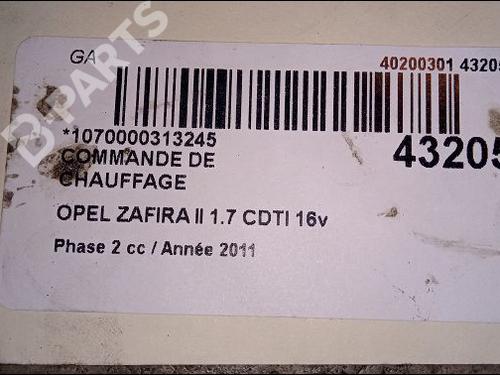 GA
40200301 43205
*1070000313245
COMMANDE DE
CHAUFFAGE
43205
OPEL ZAFIRA II 1.7 CDTI 16v
Phase 2 cc / Année 2011
B-PARTS